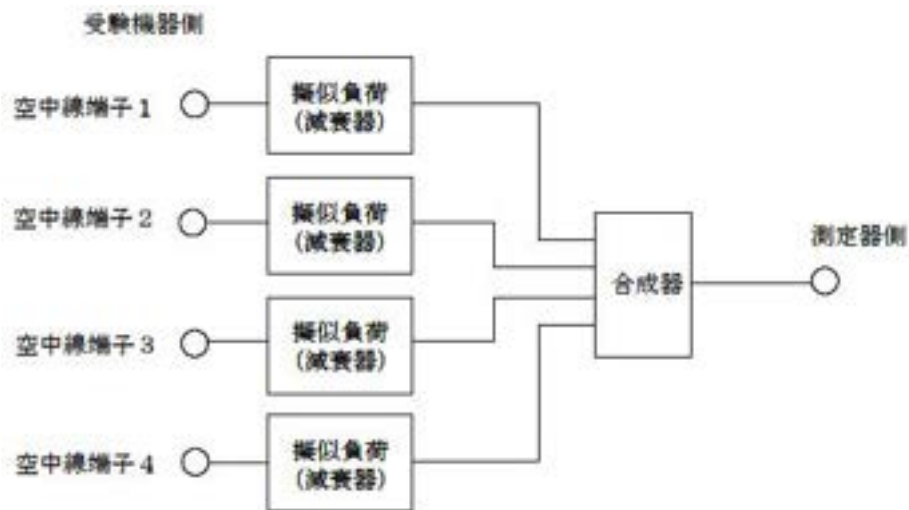 受験機器側
空中線端子1
擬似負荷
(減衰器)
空中線端子2
擬似負荷
(減衰器)
測定器側
合成器
空中線端子3
擬似負荷
(減衰器)
空中線端子4
擬似負荷
(減衰器)